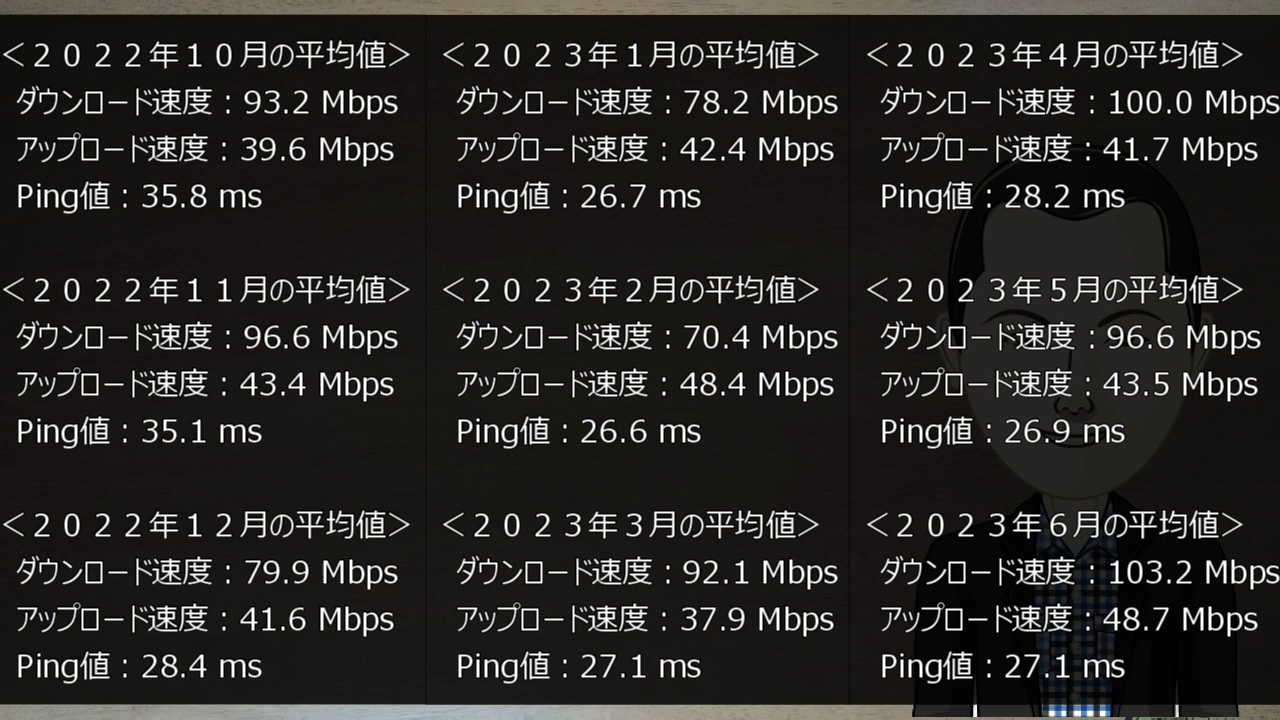 ＜２０２２年１０月の平均値＞
ダウンロード速度：93.2 Mbps
アップロード速度：39.6 Mbps
Ping値：35.8 ms
＜２０２２年１１月の平均値＞
ダウンロード速度：96.6 Mbps
アップロード速度：43.4 Mbps
Ping値：35.1 ms
＜２０２２年１２月の平均値＞
ダウンロード速度：79.9 Mbps
アップロード速度：41.6 Mbps
Ping値：28.4 ms
＜２０２３年１月の平均値＞
ダウンロード速度：78.2 Mbps
アップロード速度：42.4 Mbps
Ping値：26.7 ms
＜２０２３年２月の平均値＞
ダウンロード速度：70.4 Mbps
アップロード速度：48.4 Mbps
Ping値：26.6 ms
＜２０２３年３月の平均値＞
ダウンロード速度：92.1 Mbps
アップロード速度：37.9 Mbps
Ping値：27.1 ms
＜２０２３年４月の平均値＞
ダウンロード速度：100.0 Mbps
アップロード速度：41.7 Mbps
Ping値：28.2 ms
＜２０２３年５月の平均値＞
ダウンロード速度：96.6 Mbps
アップロード速度：43.5 Mbps
Ping値：26.9 ms
＜２０２３年６月の平均値＞
ダウンロード速度：103.2 Mbps
アップロード速度：48.7 Mbps
Ping値：27.1 ms